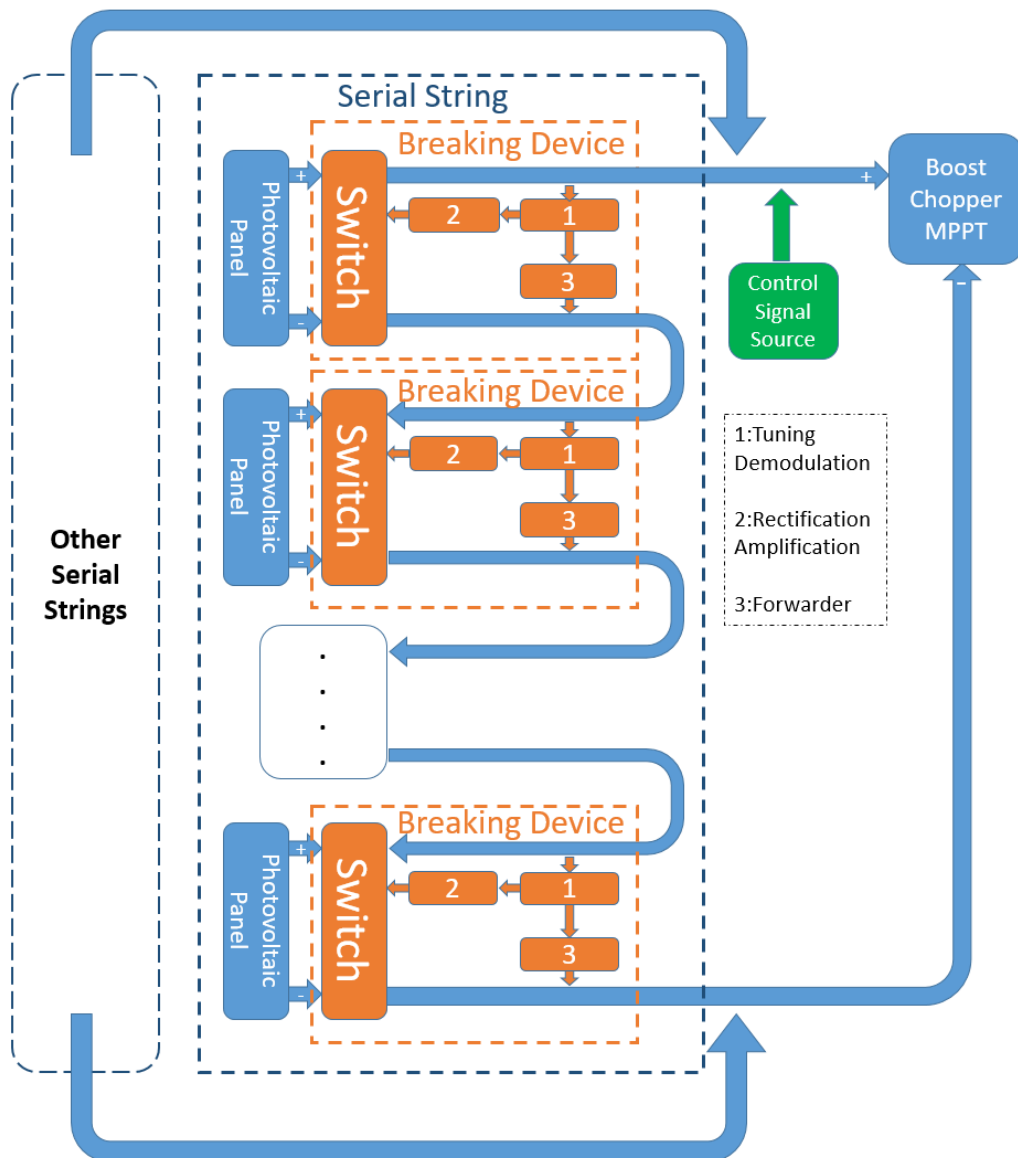 Serial String
Breaking Device
Photovoltaic
Panel
+
-
Switch
2
1
3
+
Boost
Chopper
MPPT
-
Control
Signal
Source
Breaking Device
Photovoltaic
Panel
+
-
Switch
2
1
3
1:Tuning
Demodulation
2:Rectification
Amplification
3:Forwarder
Other
Serial
Strings
.
.
.
.
Breaking Device
Photovoltaic
Panel
+
-
Switch
2
1
3